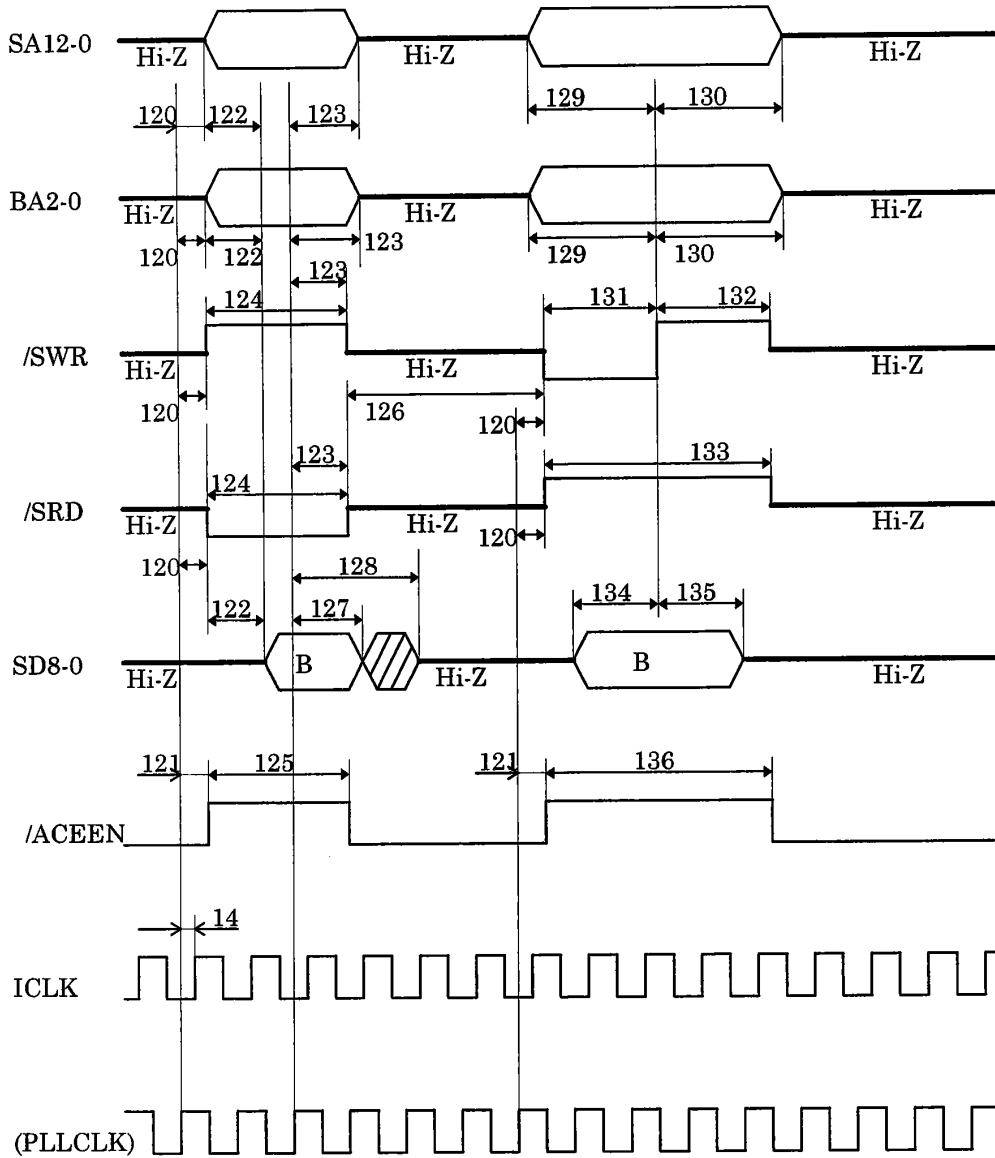 SA12-0
Hi-Z Hi-Z Hi-Z
129 130
120 122 123
BA2-0
Hi-Z Hi-Z Hi-Z
120 122 123 129 130
123
124 131 132
/SWR
Hi-Z Hi-Z Hi-Z
120 126 120
123 133
124
/SRD
Hi-Z Hi-Z Hi-Z
120 120
128
122 127 134 135
SD8-0 B B
Hi-Z Hi-Z Hi-Z
121 125 121 136
/ACEEN
14
ICLK
(PLLCLK)